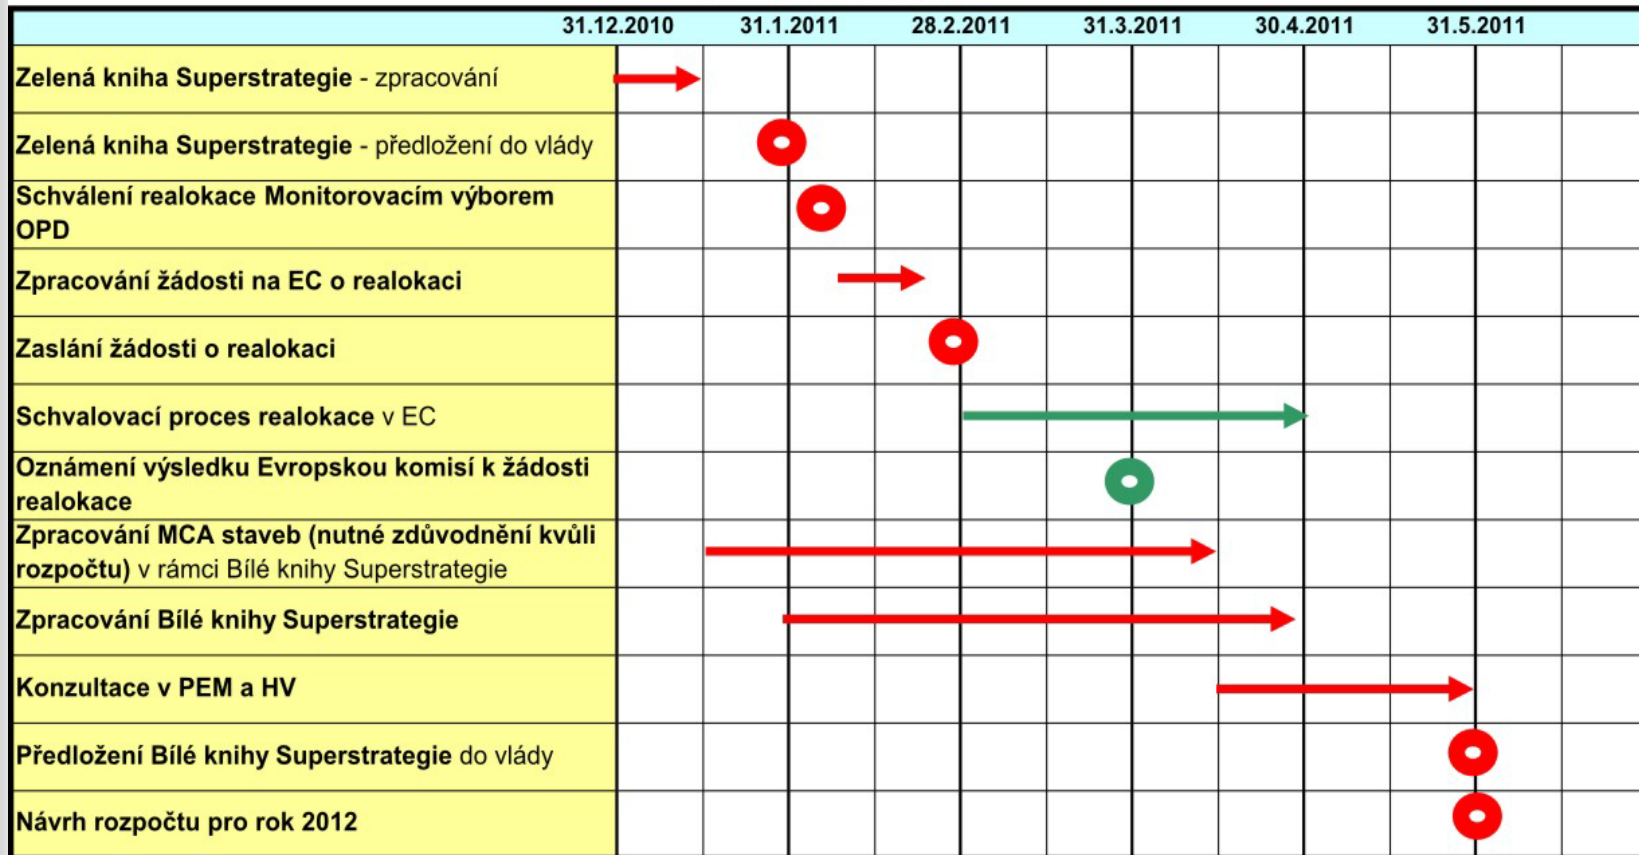 31.12.2010 31.1.2011 28.2.2011 31.3.2011 30.4.2011 31.5.2011
Zelená kniha Superstrategie - zpracování
Zelená kniha Superstrategie - předložení do vlády
Schválení realokace Monitorovacím výborem
OPD
Zpracování žádosti na EC o realokaci
Zaslání žádosti o realokaci
Schvalovací proces realokace v EC
Oznámení výsledku Evropskou komisí k žádosti
realokace
Zpracování MCA staveb (nutné zdůvodnění kvůli
rozpočtu) v rámci Bílé knihy Superstrategie
Zpracování Bílé knihy Superstrategie
Konzultace v PEM a HV
Předložení Bílé knihy Superstrategie do vlády
Návrh rozpočtu pro rok 2012